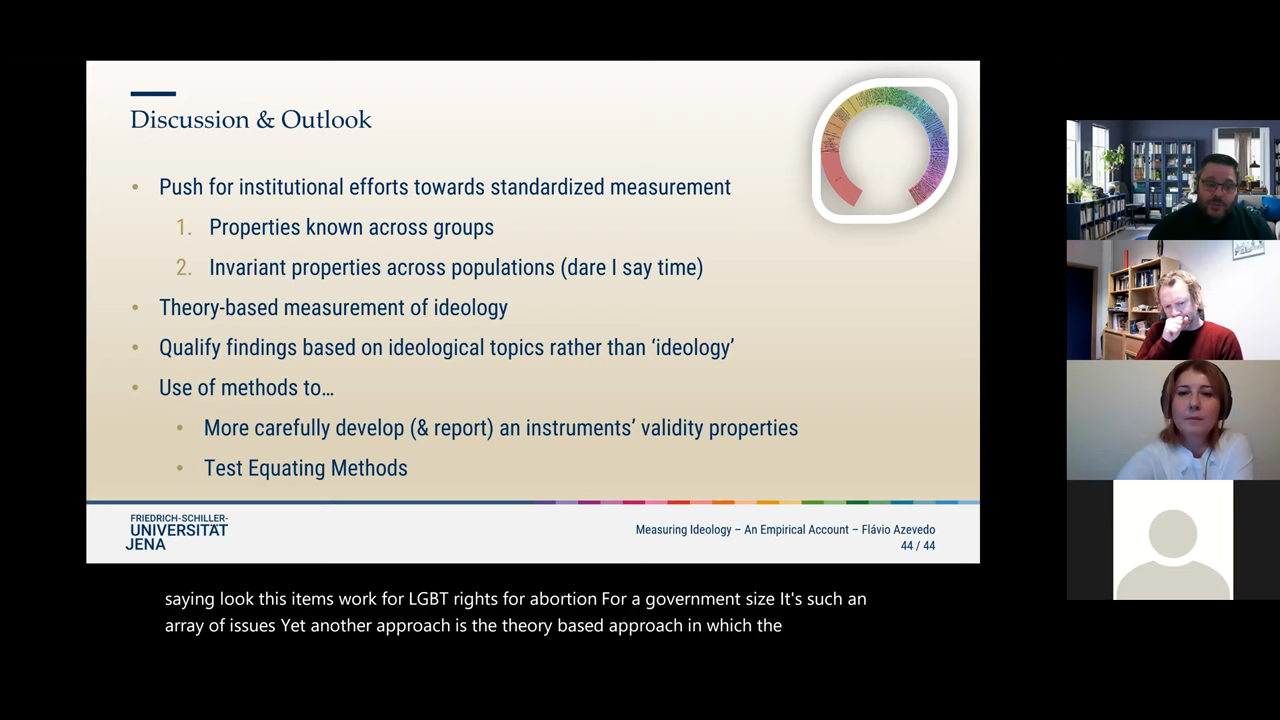 Discussion & Outlook
• Push for institutional efforts towards standardized measurement
1. Properties known across groups
2. Invariant properties across populations (dare I say time)
• Theory-based measurement of ideology
• Qualify findings based on ideological topics rather than ‘ideology’
• Use of methods to…
• More carefully develop (& report) an instruments’ validity properties
• Test Equating Methods
FRIEDRICH-SCHILLER-
UNIVERSITÄT
JENA
Measuring Ideology – An Empirical Account – Flávio Azevedo
44 / 44
saying look this items work for LGBT rights for abortion For a government size It's such an
array of issues Yet another approach is the theory based approach in which the